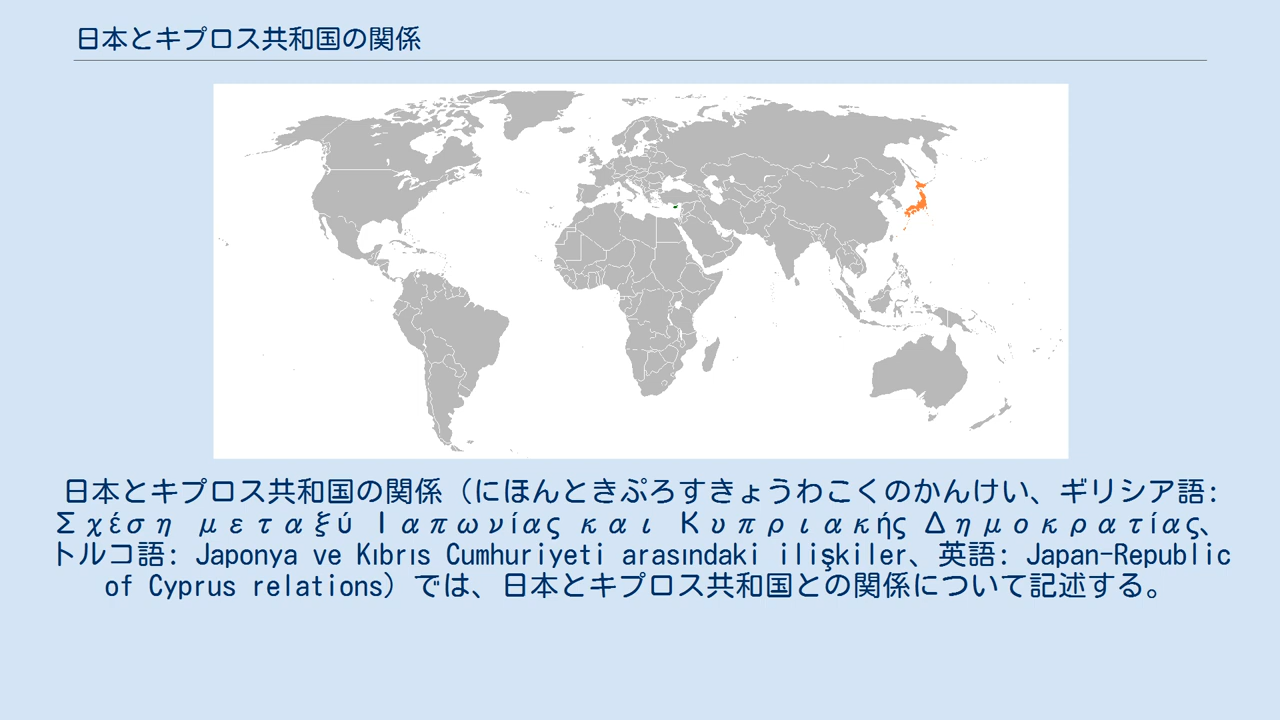 日本とキプロス共和国の関係
日本とキプロス共和国の関係（にほんときぷろすきょうわこくのかんけい、ギリシア語:
Σχέση μεταξύ Ιαπωνίας και Κυπριακής Δημοκρατίας、
トルコ語: Japonya ve Kıbrıs Cumhuriyeti arasındaki ilişkiler、英語: Japan-Republic
of Cyprus relations）では、日本とキプロス共和国との関係について記述する。